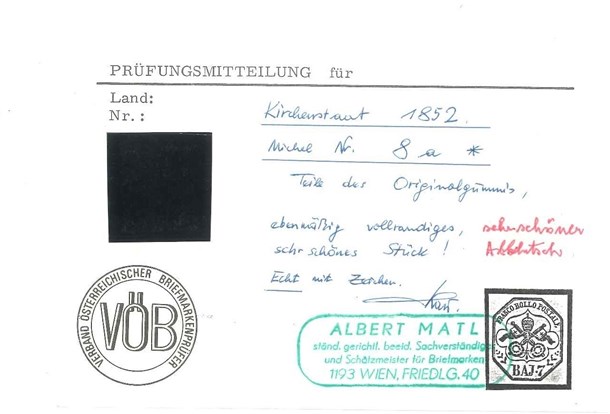 PRÜFUNGSMITTEILUNG für
Land:
Nr.:
Kirchenstaat 1852.
Michel Nr. 8a *
Teile des Originalgummis,
ebenmäßig vollrandiges, sehr schöner
sehr schönes Stück! Abklatsch
Echt mit Zeichen.
VERBAND ÖSTERREICHISCHER BRIEFMARKENPRÜFER
VÖB
ALBERT MATL
ständ. gerichtl. beeid. Sachverständiger
und Schätzmeister für Briefmarken
1193 WIEN, FRIEDLG. 40
FRANCO BOLLO POSTALE
BAJ·7